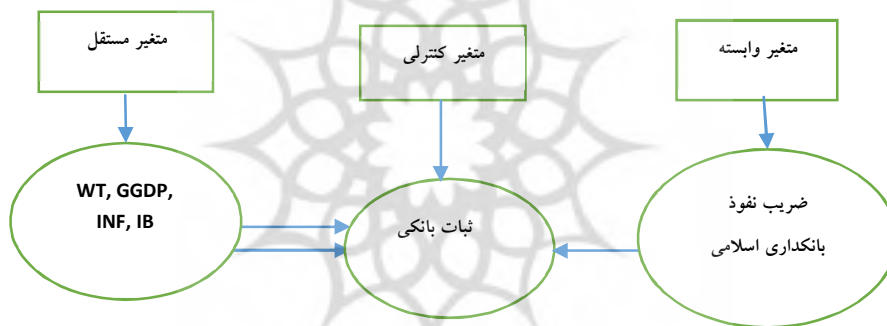 متغیر وابسته
متغیر کنترلی
متغیر مستقل
ضریب نفوذ
بانکداری اسلامی
ثبات بانکی
WT, GGDP,
INF, IB